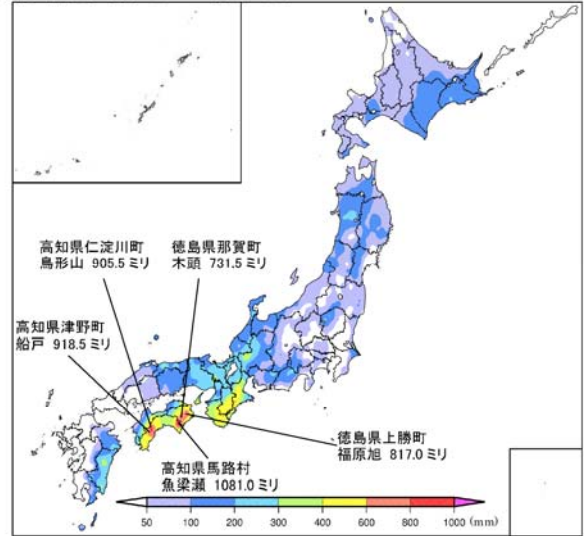 高知県仁淀川町
鳥形山 905.5 ミリ
徳島県那賀町
木頭 731.5 ミリ
高知県津野町
船戸 918.5 ミリ
徳島県上勝町
福原旭 817.0 ミリ
高知県馬路村
魚梁瀬 1081.0 ミリ
50 100 200 300 400 600 800 1000 (mm)